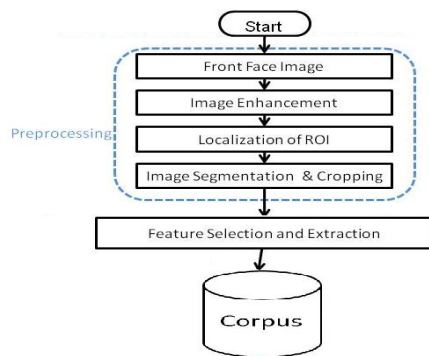 Start
Front Face Image
Image Enhancement
Preprocessing
Localization of ROI
Image Segmentation & Cropping
Feature Selection and Extraction
Corpus